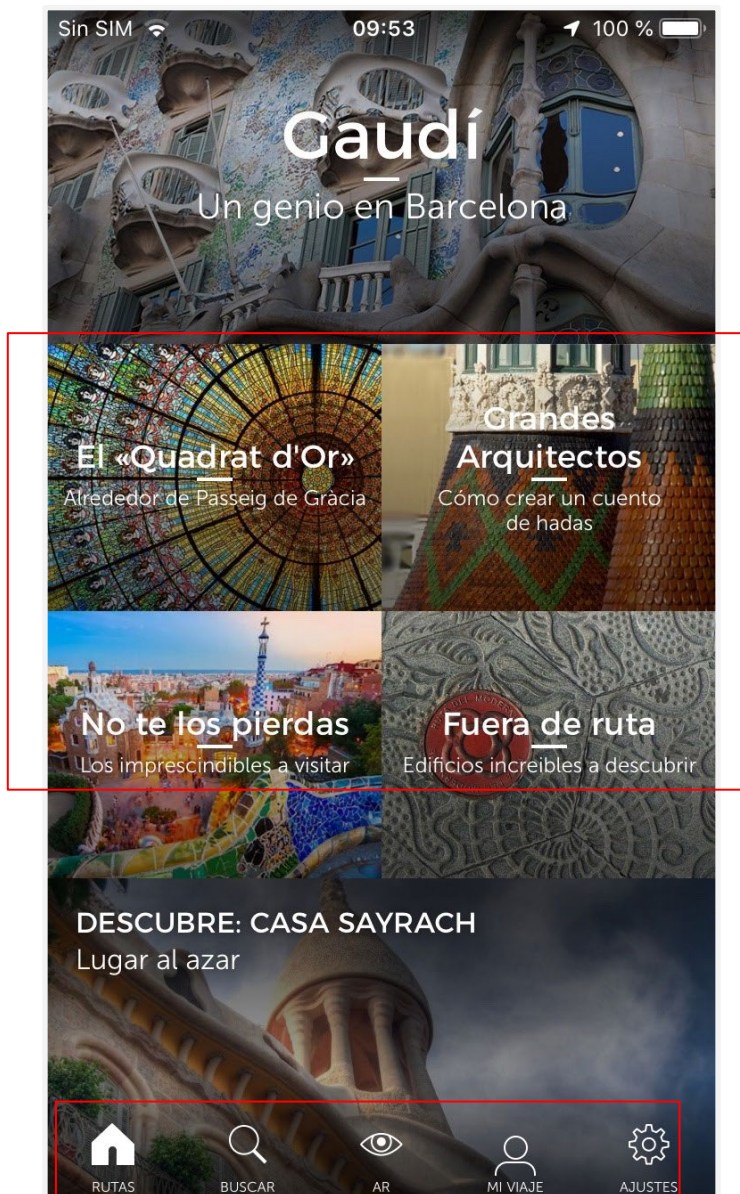 Sin SIM 09:53 100 %
Gaudí
Un genio en Barcelona
El «Quadrat d'Or»
Alrededor de Passeig de Gràcia
Grandes
Arquitectos
Cómo crear un cuento
de hadas
No te los pierdas
Los imprescindibles a visitar
Fuera de ruta
Edificios increibles a descubrir
DESCUBRE: CASA SAYRACH
Lugar al azar
RUTAS BUSCAR AR MI VIAJE AJUSTES